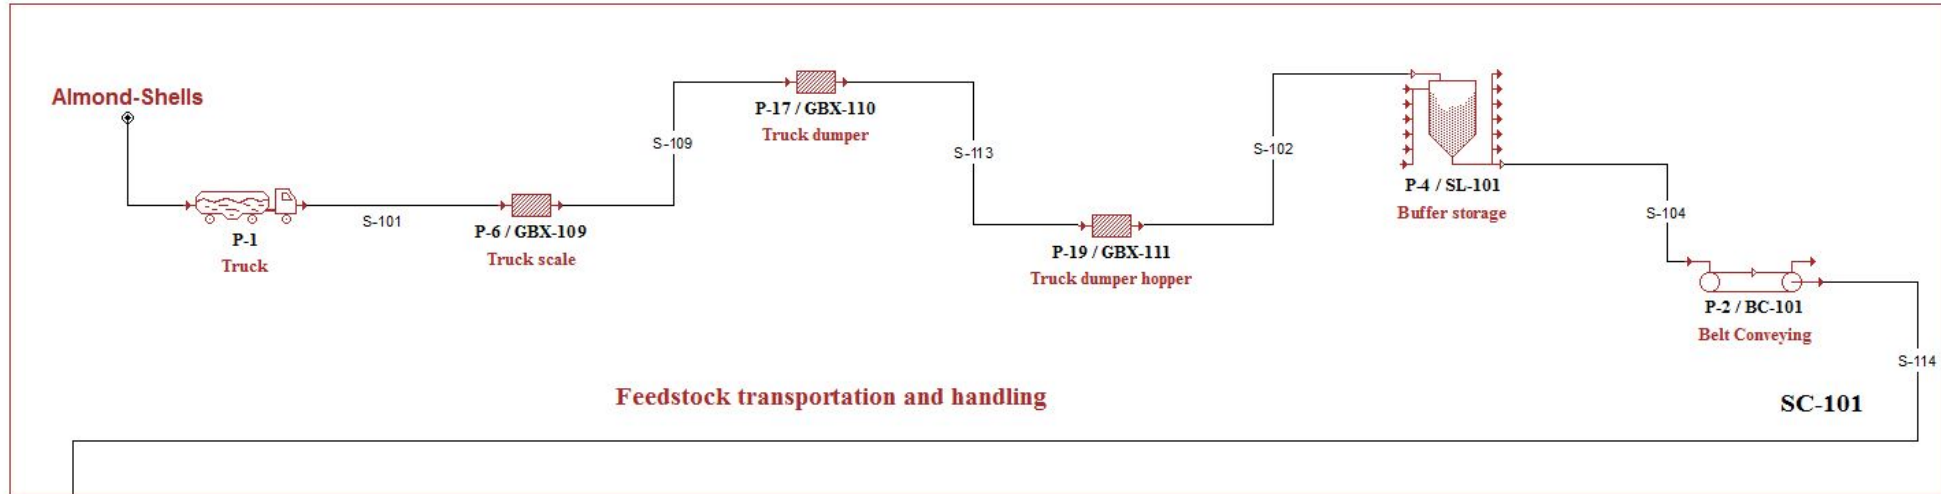 Almond-Shells
P-1
Truck
S-101
P-6 / GBX-109
Truck scale
S-109
P-17 / GBX-110
Truck dumper
S-113
P-19 / GBX-111
Truck dumper hopper
S-102
P-4 / SL-101
Buffer storage
S-104
P-2 / BC-101
Belt Conveying
S-114
Feedstock transportation and handling
SC-101